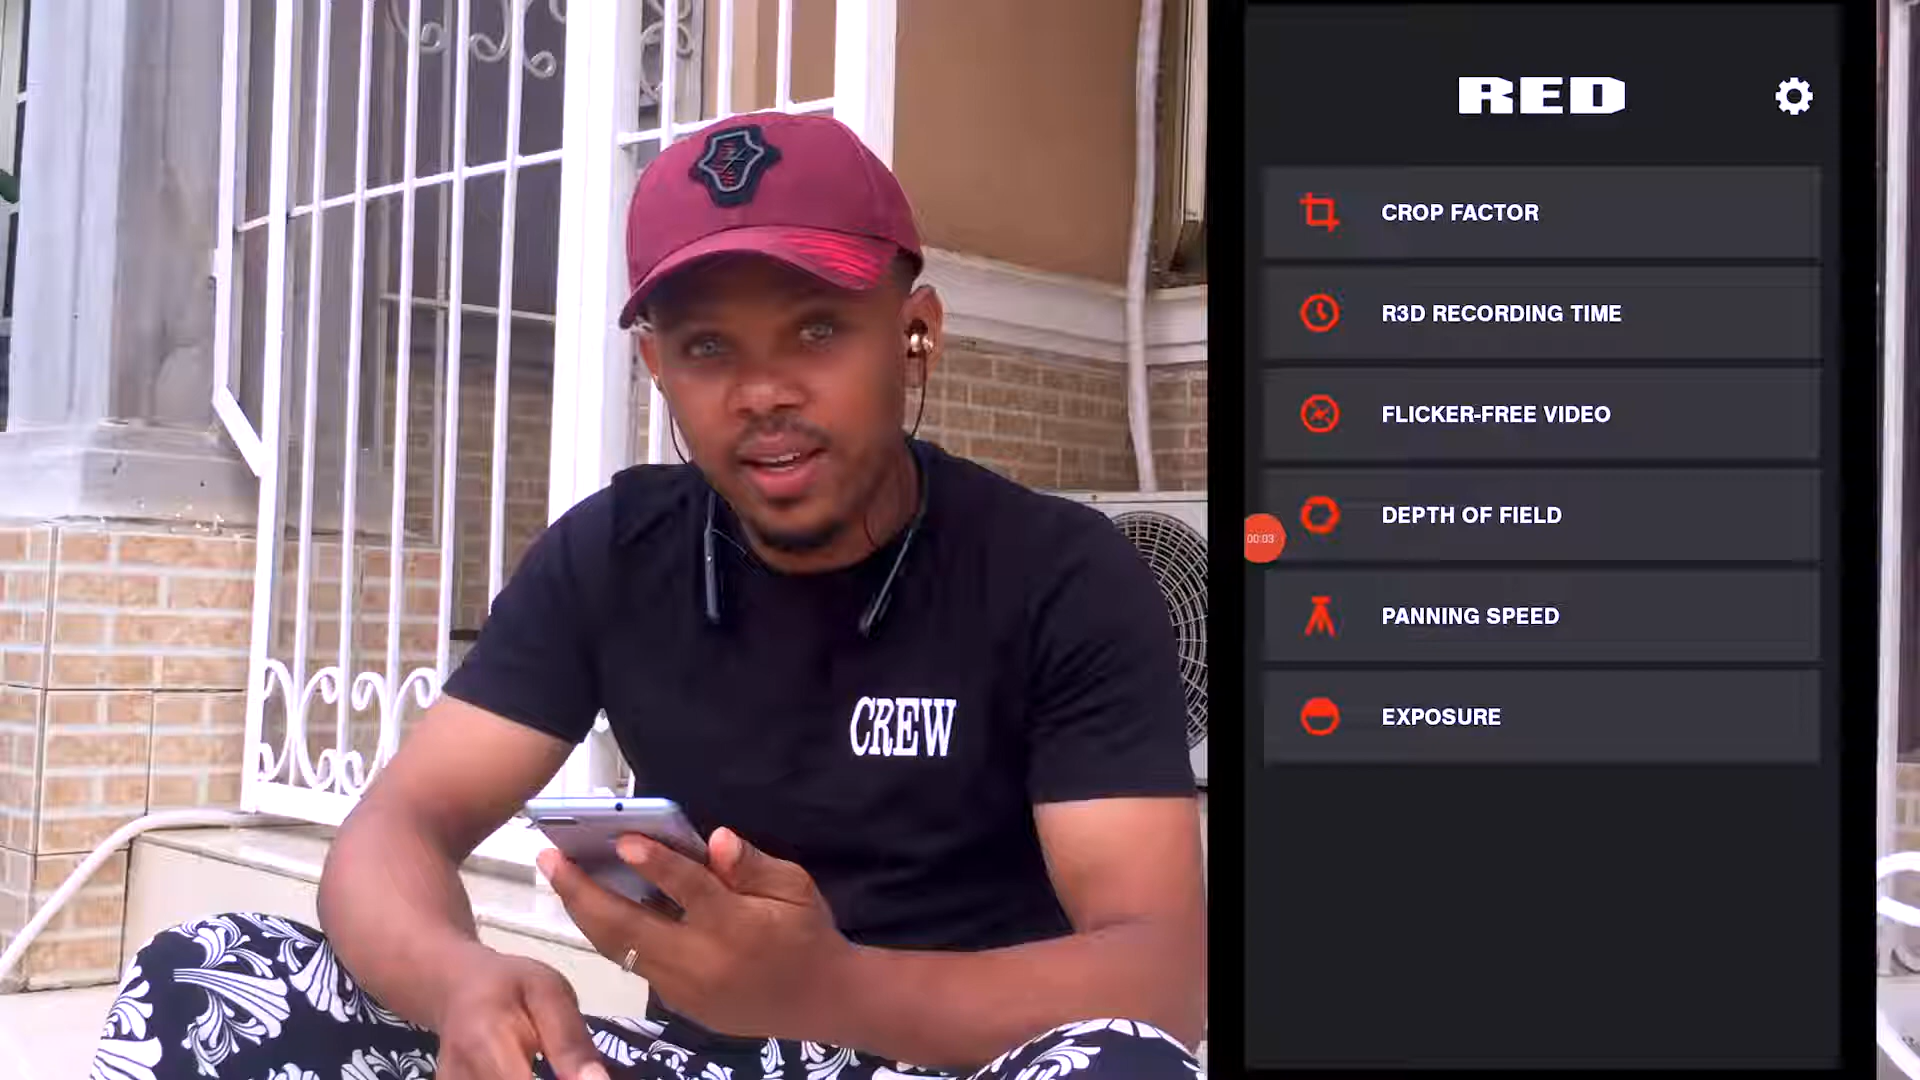 RED
CROP FACTOR
R3D RECORDING TIME
FLICKER-FREE VIDEO
DEPTH OF FIELD
00:03
PANNING SPEED
EXPOSURE
CREW